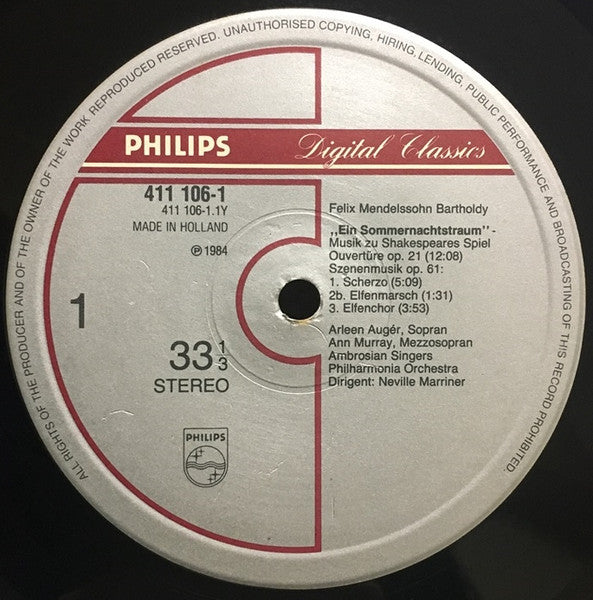 ALL RIGHTS OF THE PRODUCER AND OF THE OWNER OF THE WORK REPRODUCED RESERVED. UNAUTHORISED COPYING, HIRING, LENDING, PUBLIC PERFORMANCE AND BROADCASTING OF THIS RECORD PROHIBITED.
PHILIPS Digital Classics
411 106-1
411 106-1.1Y
MADE IN HOLLAND
℗ 1984
1
33 1/3
STEREO
PHILIPS
Felix Mendelssohn Bartholdy
„Ein Sommernachtstraum" -
Musik zu Shakespeares Spiel
Ouvertüre op. 21 (12:08)
Szenenmusik op. 61:
1. Scherzo (5:09)
2b. Elfenmarsch (1:31)
3. Elfenchor (3:53)
Arleen Augér, Sopran
Ann Murray, Mezzosopran
Ambrosian Singers
Philharmonia Orchestra
Dirigent: Neville Marriner